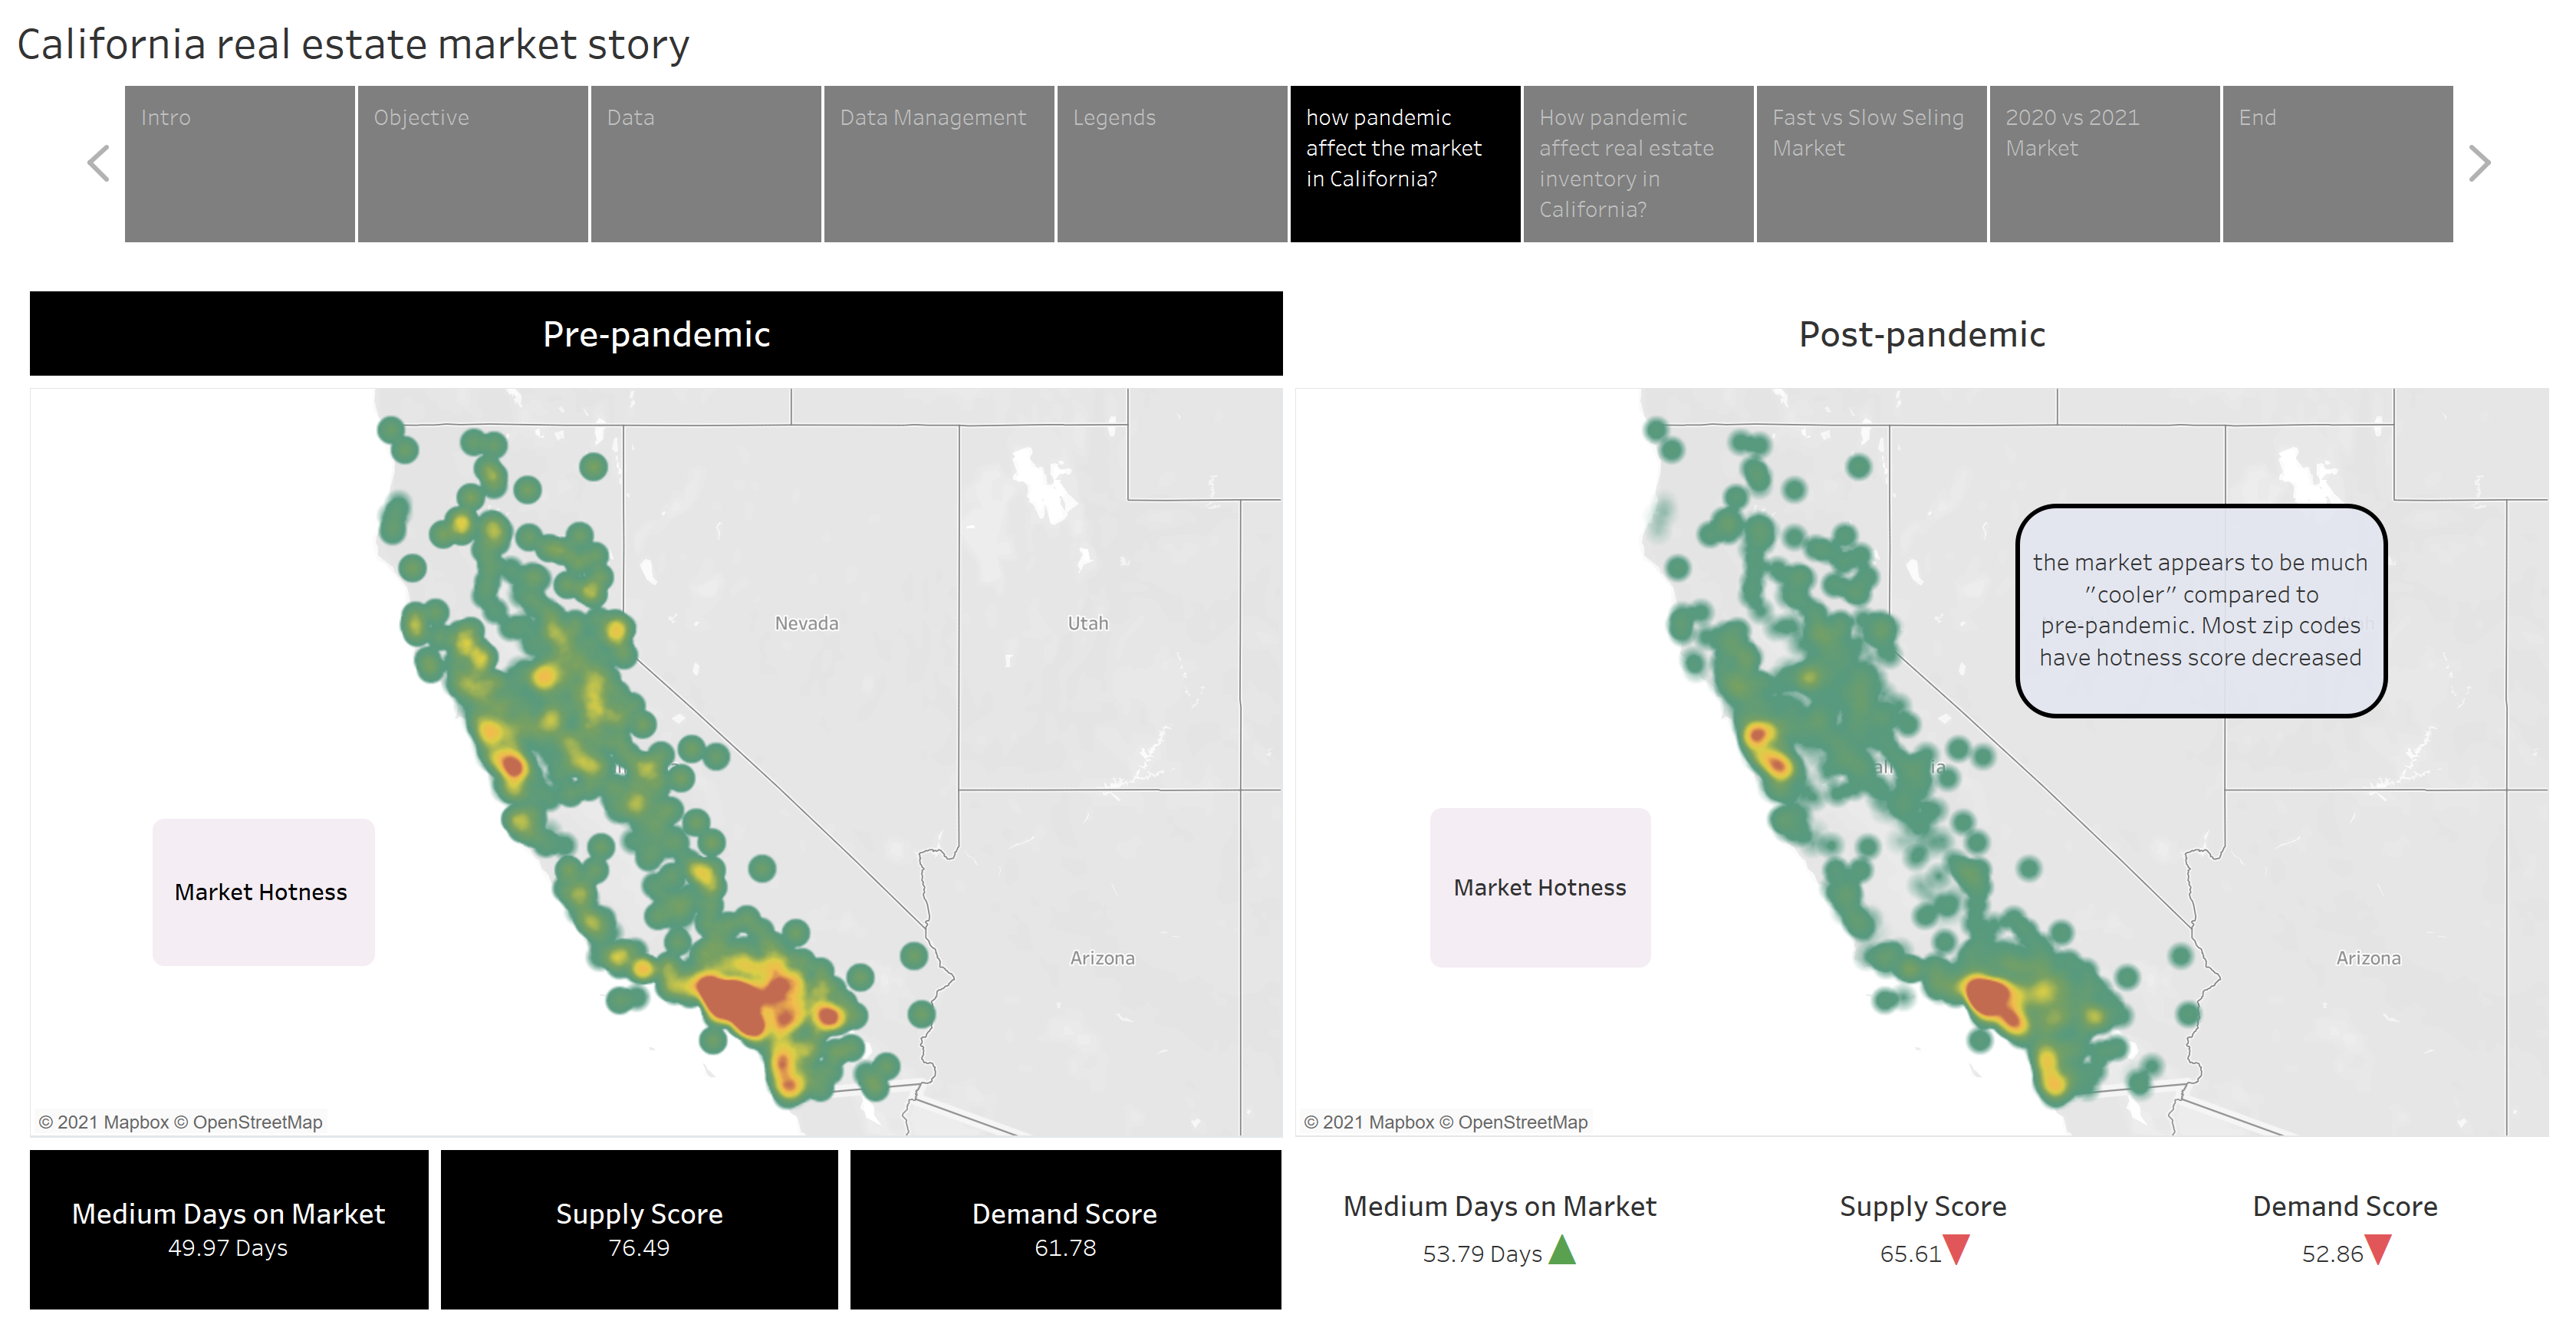 California real estate market story
Intro
Objective
Data
Data Management
Legends
how pandemic
affect the market
in California?
How pandemic
affect real estate
inventory in
California?
Fast vs Slow Seling
Market
2020 vs 2021
Market
End
Pre-pandemic
Post-pandemic
Nevada
Utah
Arizona
Market Hotness
© 2021 Mapbox © OpenStreetMap
the market appears to be much
"cooler" compared to
pre-pandemic. Most zip codes
have hotness score decreased
Arizona
Market Hotness
© 2021 Mapbox © OpenStreetMap
Medium Days on Market
49.97 Days
Supply Score
76.49
Demand Score
61.78
Medium Days on Market
53.79 Days
Supply Score
65.61
Demand Score
52.86